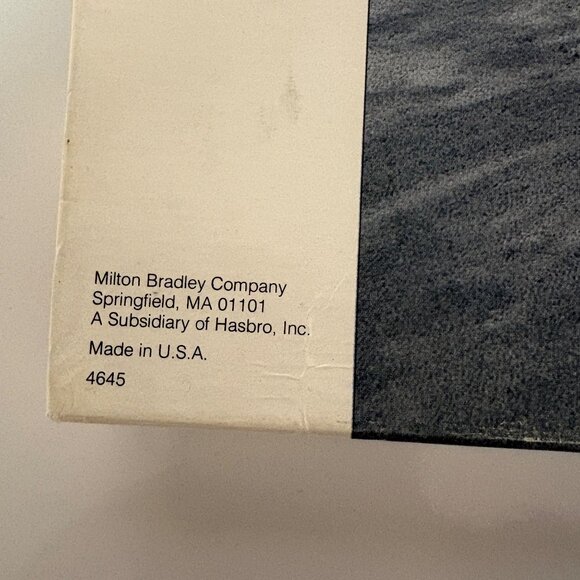 Milton Bradley Company
Springfield, MA 01101
A Subsidiary of Hasbro, Inc.
Made in U.S.A.
4645